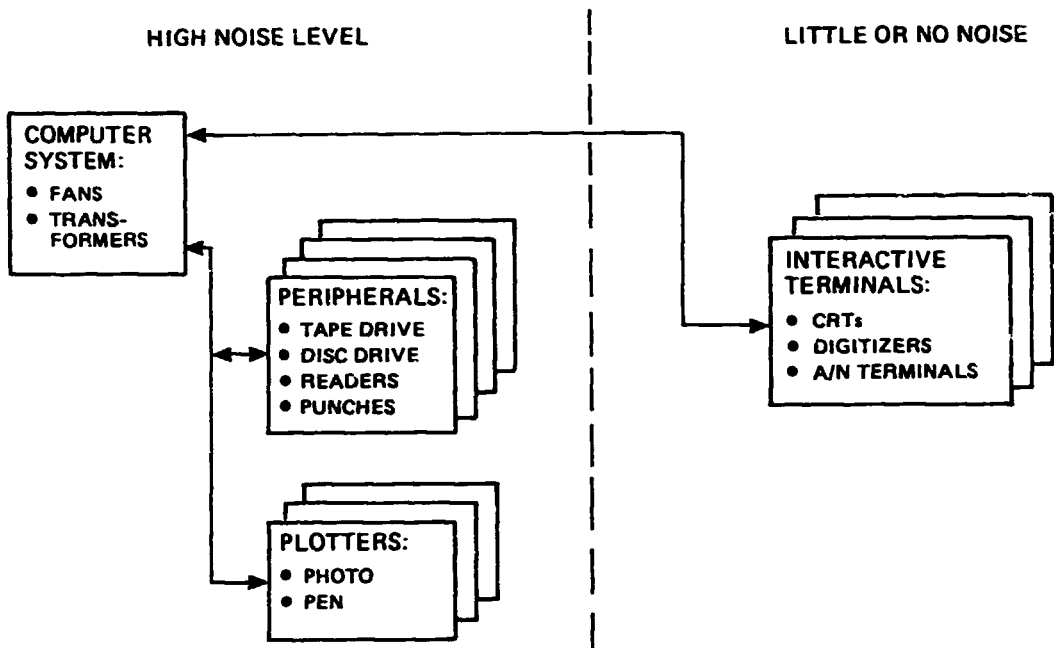 HIGH NOISE LEVEL
LITTLE OR NO NOISE
COMPUTER
SYSTEM:
● FANS
● TRANS-
FORMERS
PERIPHERALS:
● TAPE DRIVE
● DISC DRIVE
● READERS
● PUNCHES
PLOTTERS:
● PHOTO
● PEN
INTERACTIVE
TERMINALS:
● CRTs
● DIGITIZERS
● A/N TERMINALS